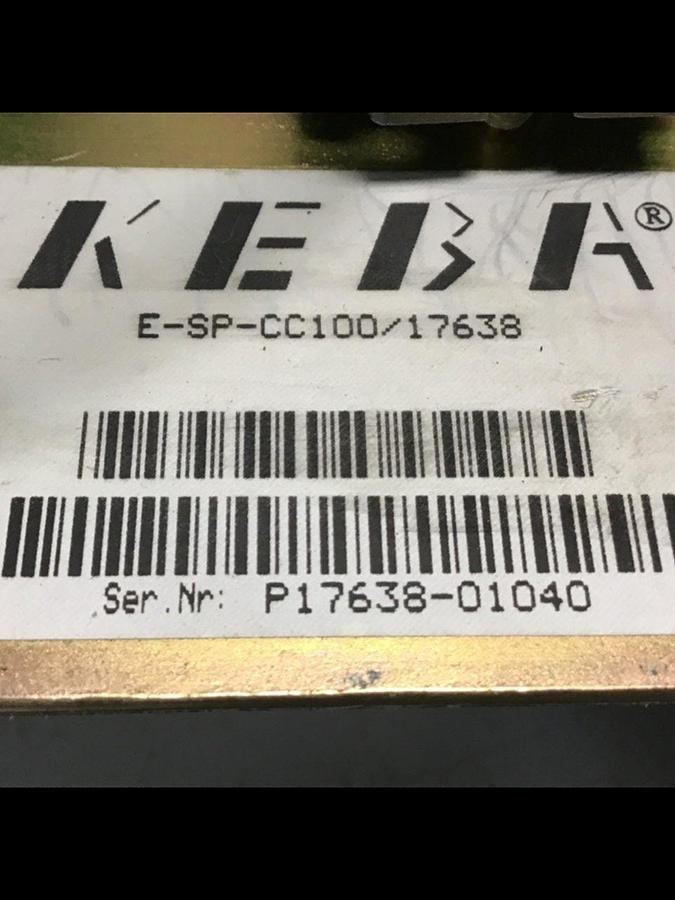 KEBA®
E-SP-CC100/17638
Ser.Nr: P17638-01040